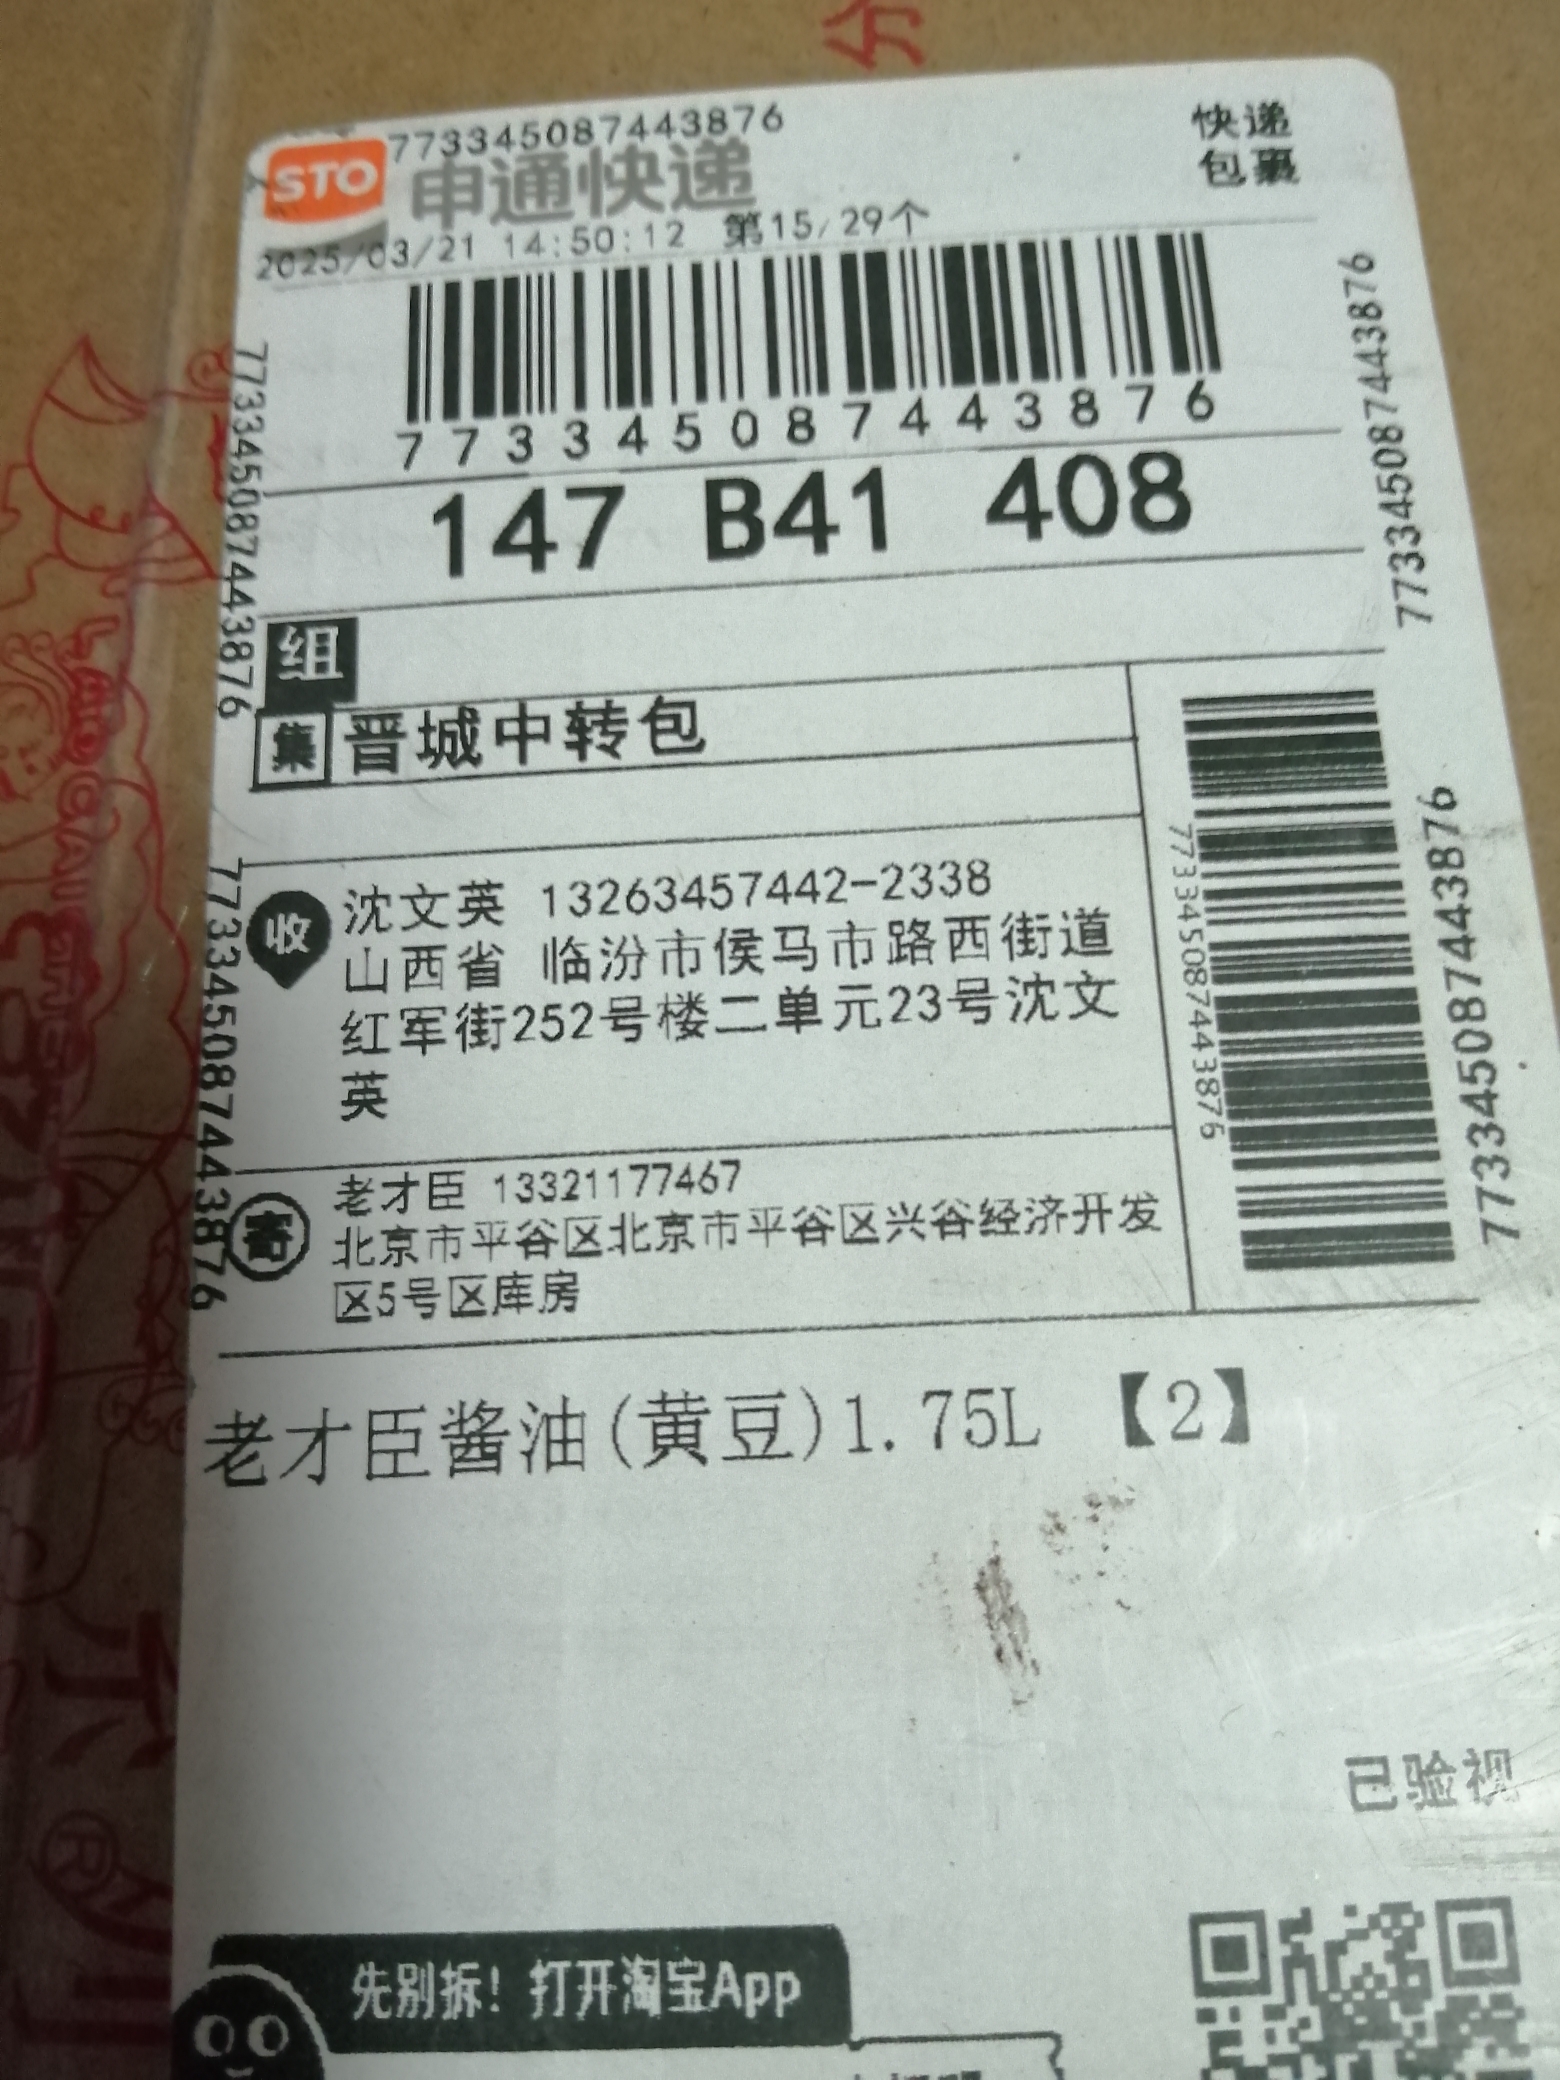 分
773345087443876
快递
包裹
STO
申通快递
2025/03/21 14:50:12 第15/29个
773345087443876
773345087443876
773345087443876
147 B41 408
组
集 晋城中转包
收
沈文英 13263457442-2338
山西省 临汾市侯马市路西街道
红军街252号楼二单元23号沈文
英
773345087443876
773345087443876
773345087443876
寄
老才臣 13321177467
北京市平谷区北京市平谷区兴谷经济开发
区5号区库房
老才臣酱油(黄豆)1.75L 【2】
已验视
先别拆！打开淘宝App